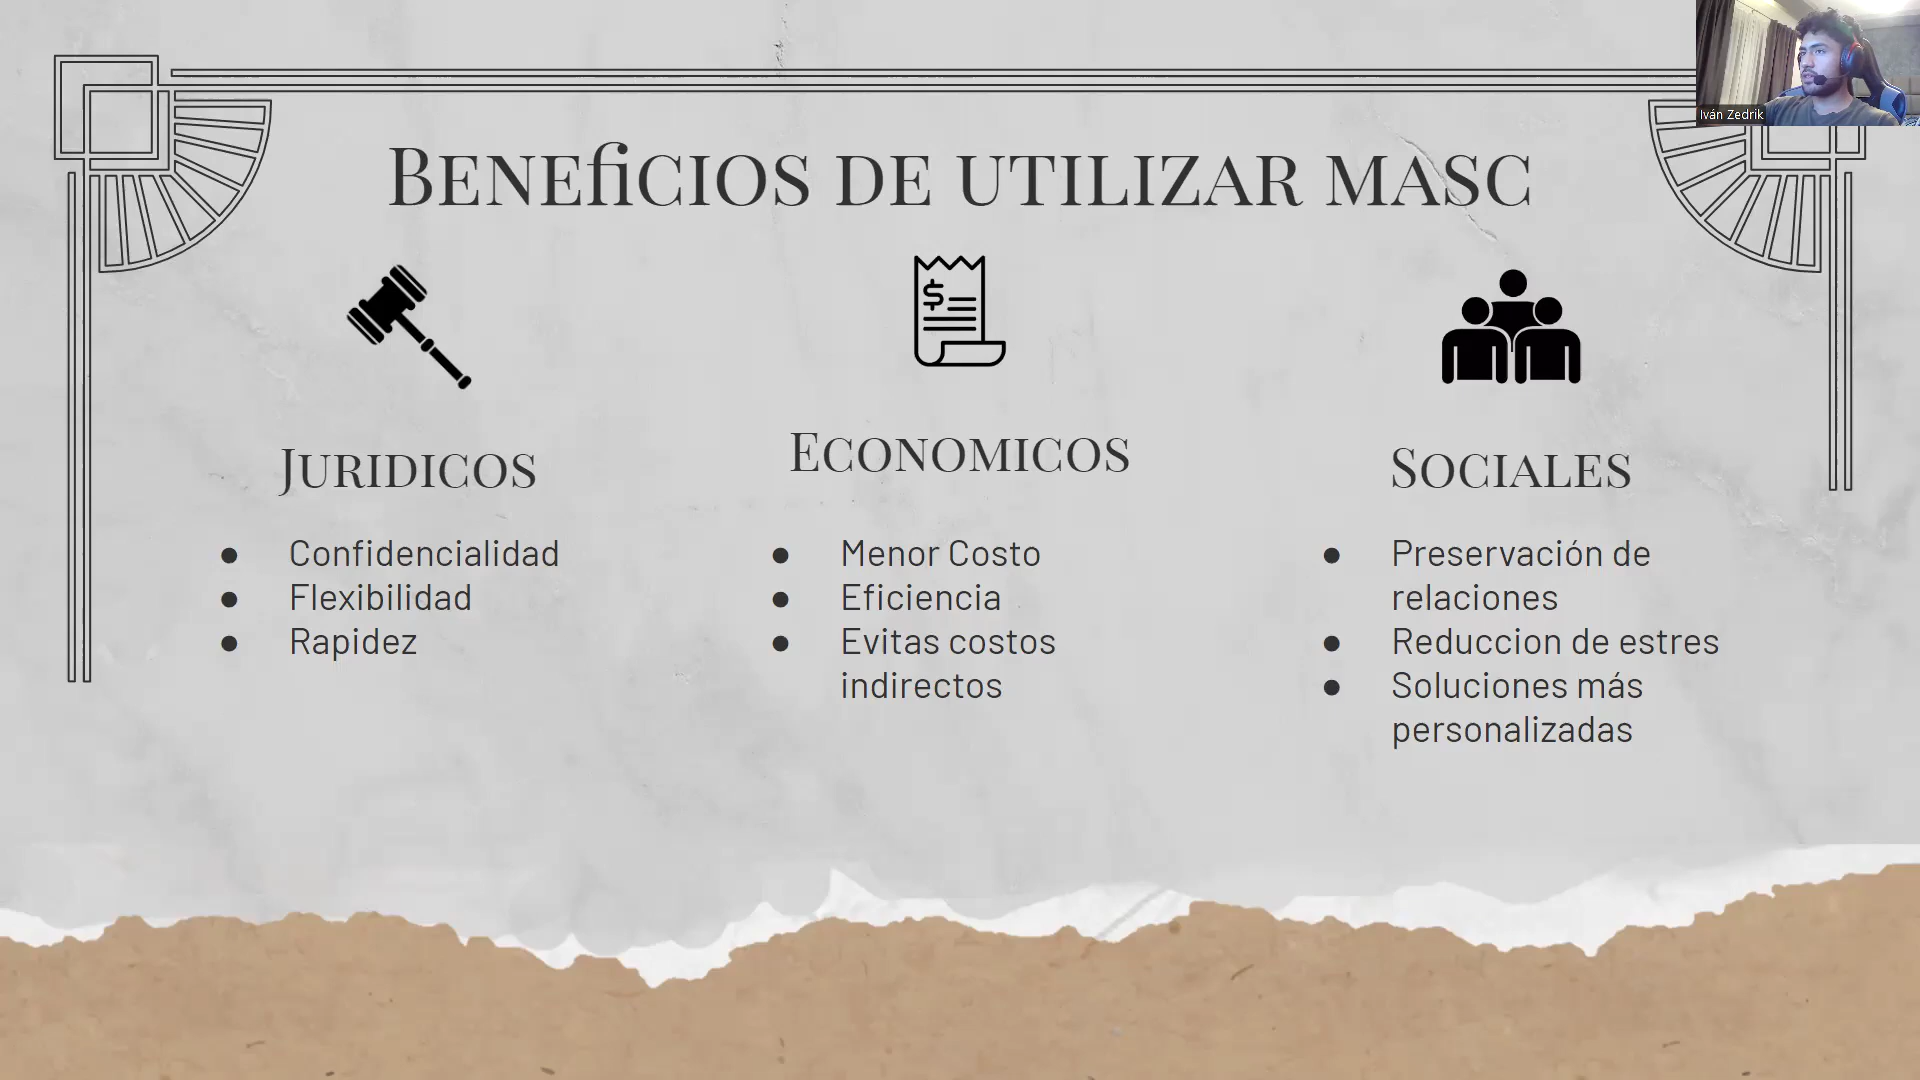 Iván Zedrik
Beneficios de utilizar MASC
$
Juridicos
Confidencialidad
Flexibilidad
Rapidez
Economicos
Menor Costo
Eficiencia
Evitas costos
indirectos
Sociales
Preservación de
relaciones
Reduccion de estres
Soluciones más
personalizadas